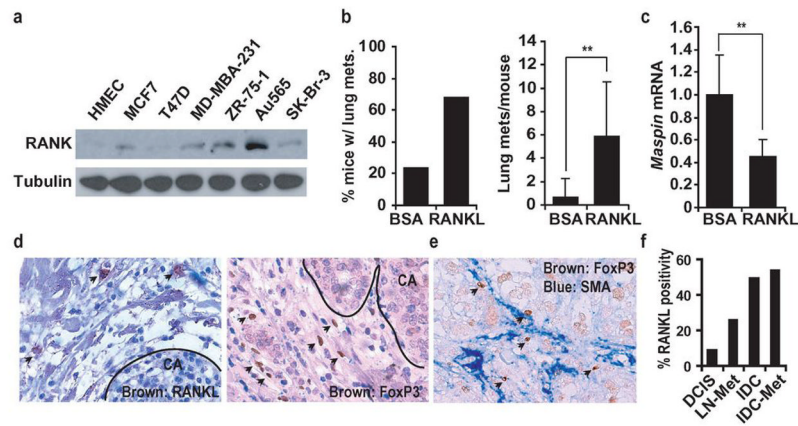 a
HMEC
MCF7
T47D
MD-MBA-231
ZR-75-1
Au565
SK-Br-3
RANK
Tubulin
b
% mice w/ lung mets.
100
80
60
40
20
0
BSA RANKL
Lung mets/mouse
12
10
8
6
4
2
0
**
BSA RANKL
c
Maspin mRNA
1.6
1.4
1.2
1.0
0.8
0.6
0.4
0.2
0
**
BSA RANKL
d
CA
Brown: RANKL
CA
Brown: FoxP3
e
Brown: FoxP3
Blue: SMA
f
% RANKL positivity
60
40
20
0
DCIS
LN-Met
IDC
IDC-Met